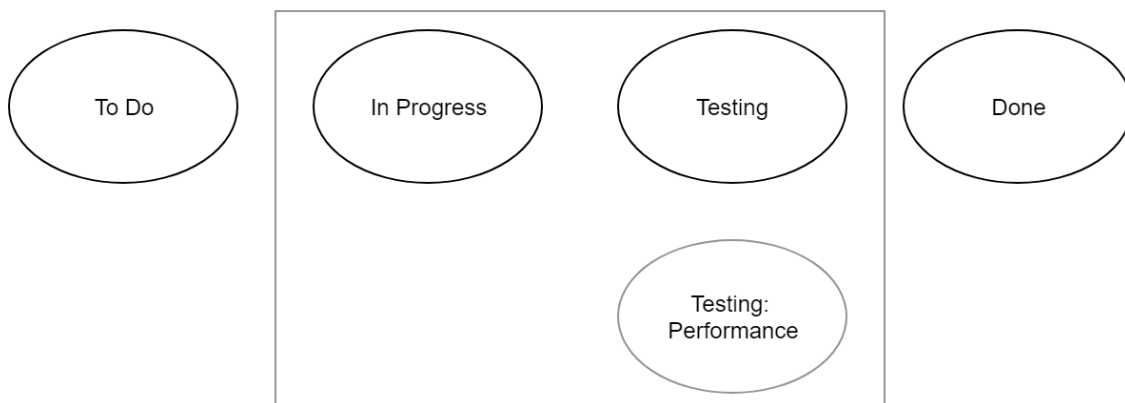 To Do
In Progress
Testing
Done
Testing:
Performance